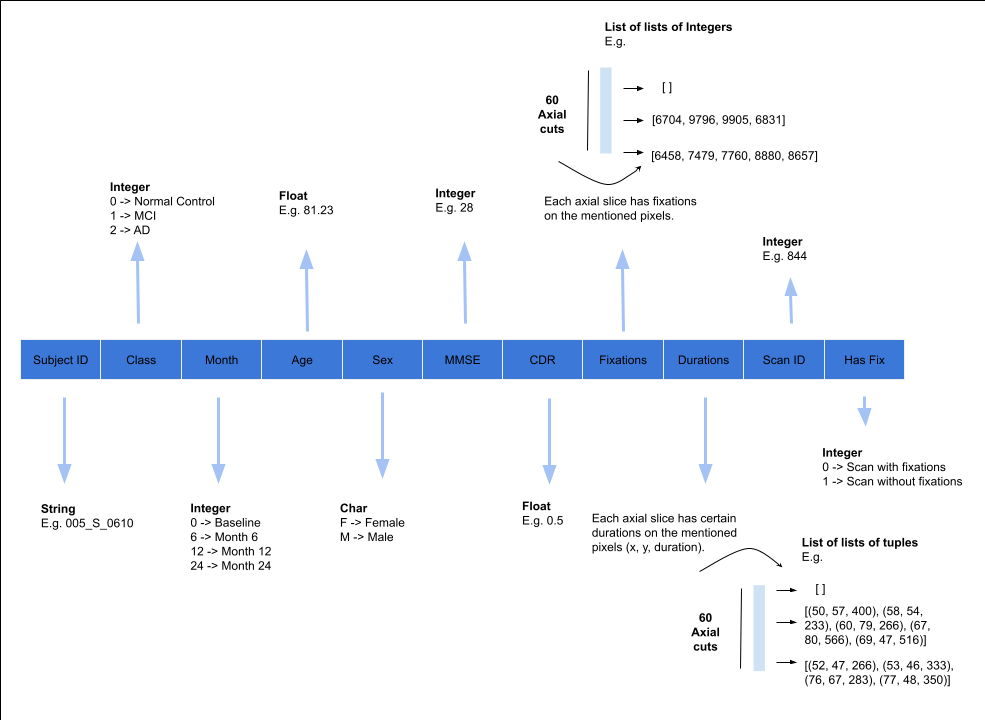 List of lists of Integers
E.g.
60
Axial
cuts
[ ]
[6704, 9796, 9905, 6831]
[6458, 7479, 7760, 8880, 8657]
Each axial slice has fixations
on the mentioned pixels.
Integer
0 -> Normal Control
1 -> MCI
2 -> AD
Float
E.g. 81.23
Integer
E.g. 28
Integer
E.g. 844
Subject ID
Class
Month
Age
Sex
MMSE
CDR
Fixations
Durations
Scan ID
Has Fix
String
E.g. 005_S_0610
Integer
0 -> Baseline
6 -> Month 6
12 -> Month 12
24 -> Month 24
Char
F -> Female
M -> Male
Float
E.g. 0.5
Integer
0 -> Scan with fixations
1 -> Scan without fixations
Each axial slice has certain
durations on the mentioned
pixels (x, y, duration).
List of lists of tuples
E.g.
60
Axial
cuts
[ ]
[(50, 57, 400), (58, 54,
233), (60, 79, 266), (67,
80, 566), (69, 47, 516)]
[(52, 47, 266), (53, 46, 333),
(76, 67, 283), (77, 48, 350)]